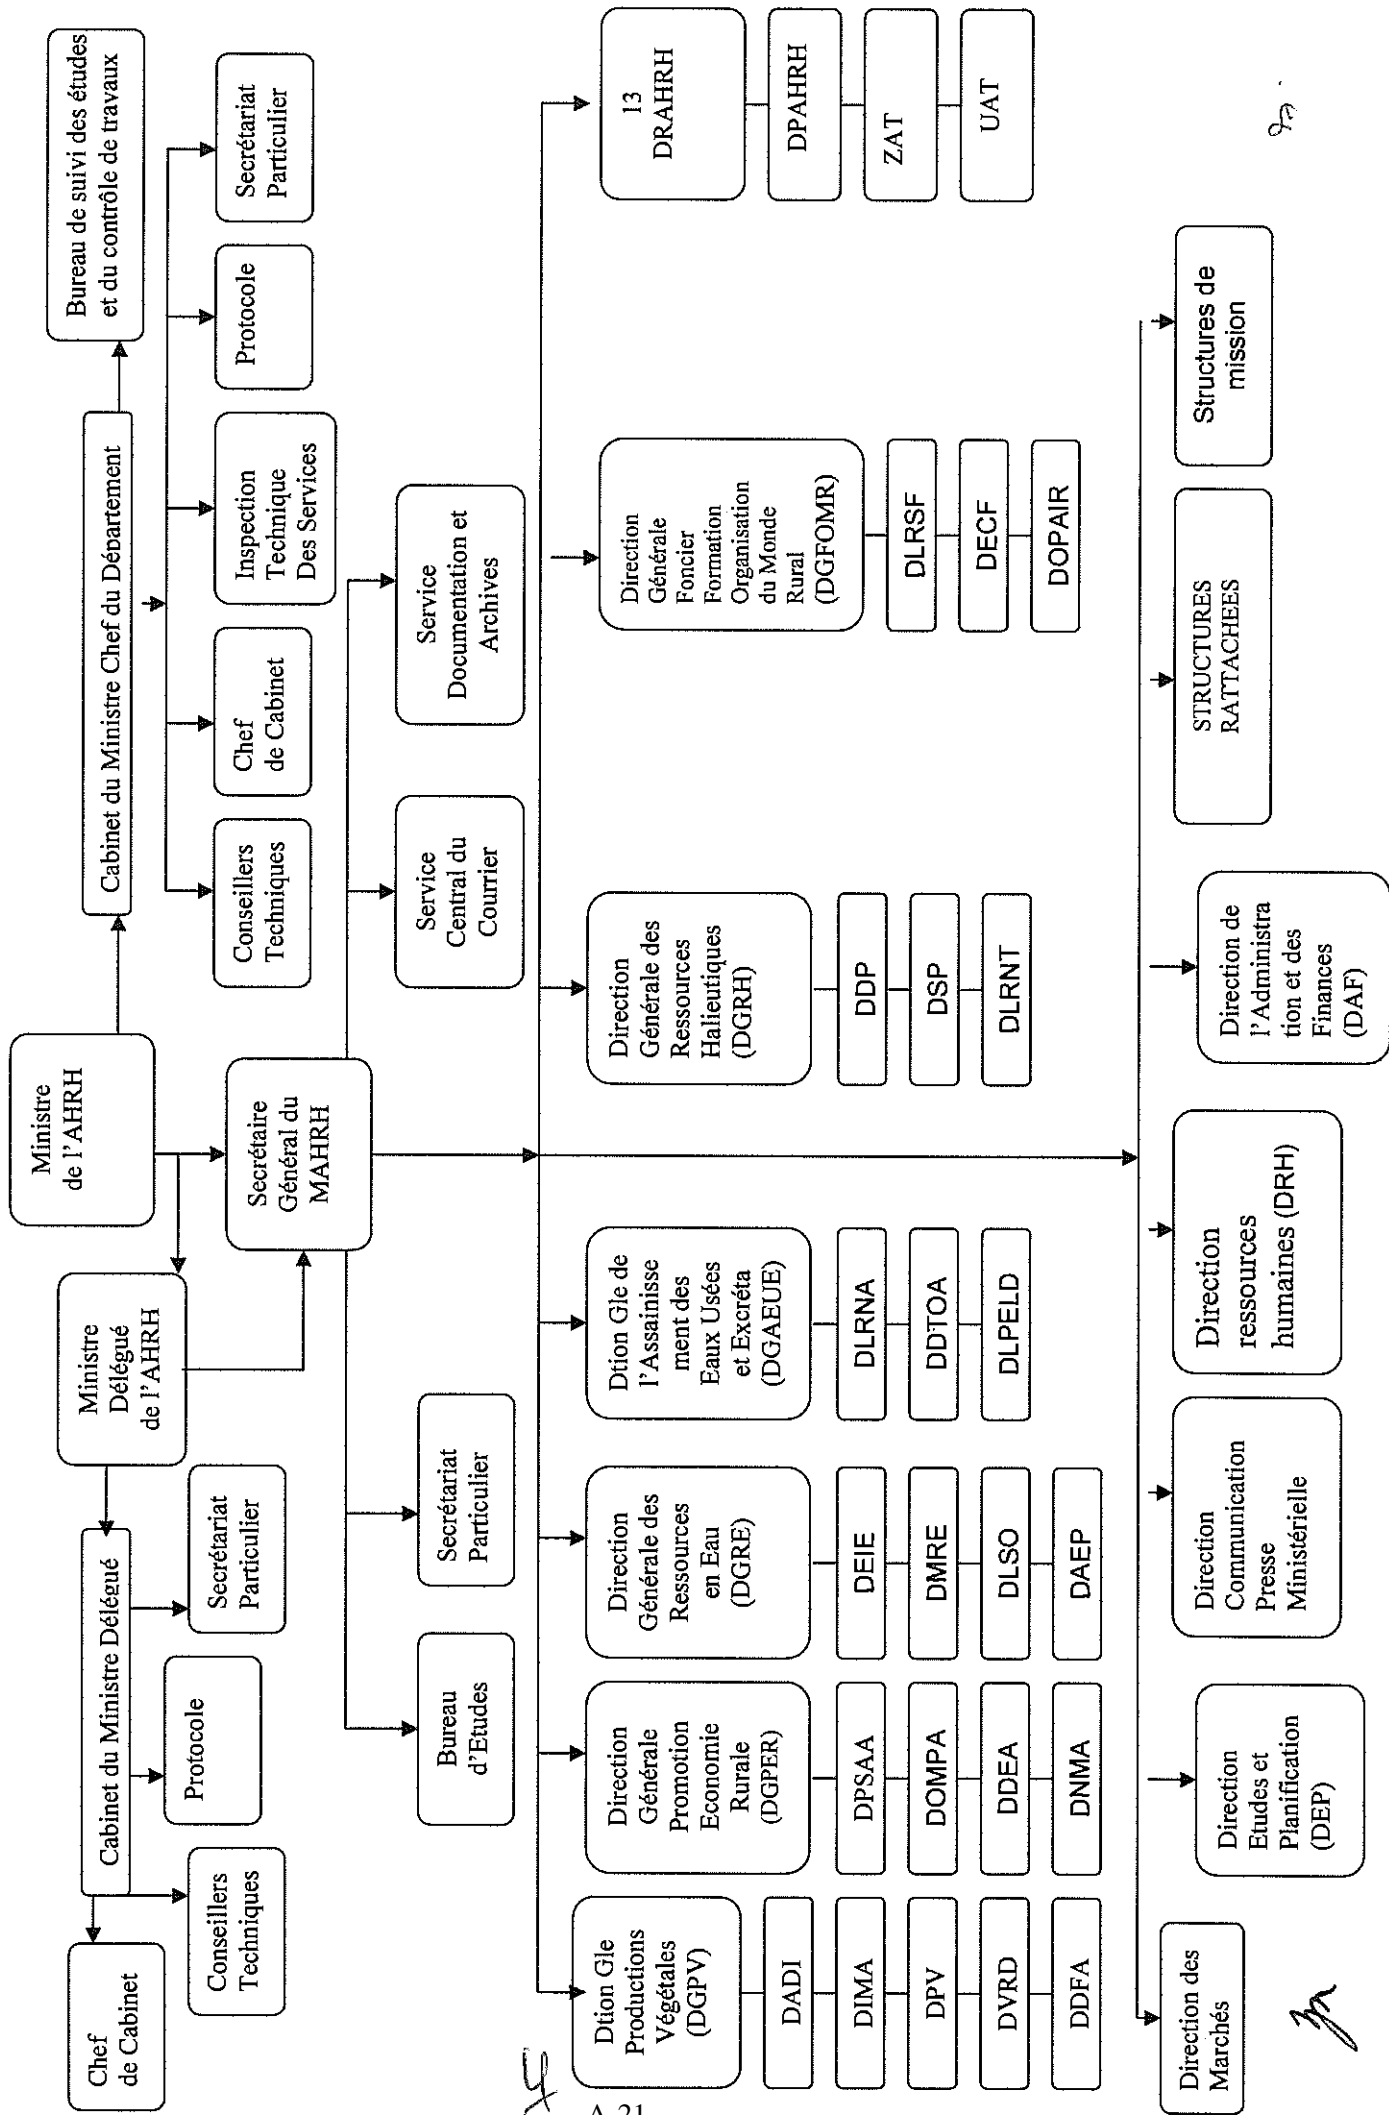 Ministre
de l'AHRH
Cabinet du Ministre Chef du Département
Bureau de suivi des études
et du contrôle de travaux
Ministre
Délégué
de l'AHRH
Cabinet du Ministre Délégué
Chef
de Cabinet
Conseillers
Techniques
Protocole
Secrétariat
Particulier
Conseillers
Techniques
Chef
de Cabinet
Inspection
Technique
Des Services
Protocole
Secrétariat
Particulier
Secrétaire
Général du
MAHRH
Bureau
d'Etudes
Secrétariat
Particulier
Service
Central du
Courrier
Service
Documentation et
Archives
Dtion Gle
Productions
Végétales
(DGPV)
DADI
DIMA
DPV
DVRD
DDFA
Direction
Générale
Promotion
Economie
Rurale
(DGPER)
DPSAA
DOMPA
DDEA
DNMA
Direction
Générale des
Ressources
en Eau
(DGRE)
DEIE
DMRE
DLSO
DAEP
Dtion Gle de
l'Assainisse
ment des
Eaux Usées
et Excréta
(DGAEUE)
DLRNA
DDTOA
DLPELD
Direction
Générale des
Ressources
Halieutiques
(DGRH)
DDP
DSP
DLRNT
Direction
Générale
Foncier
Formation
Organisation
du Monde
Rural
(DGFOMR)
DLRSF
DECF
DOPAIR
13
DRAHRH
DPAHRH
ZAT
UAT
Direction des
Marchés
Direction
Etudes et
Planification
(DEP)
Direction
Communication
Presse
Ministérielle
Direction
ressources
humaines (DRH)
Direction de
l'Administra
tion et des
Finances
(DAF)
STRUCTURES
RATTACHEES
Structures de
mission
A-21